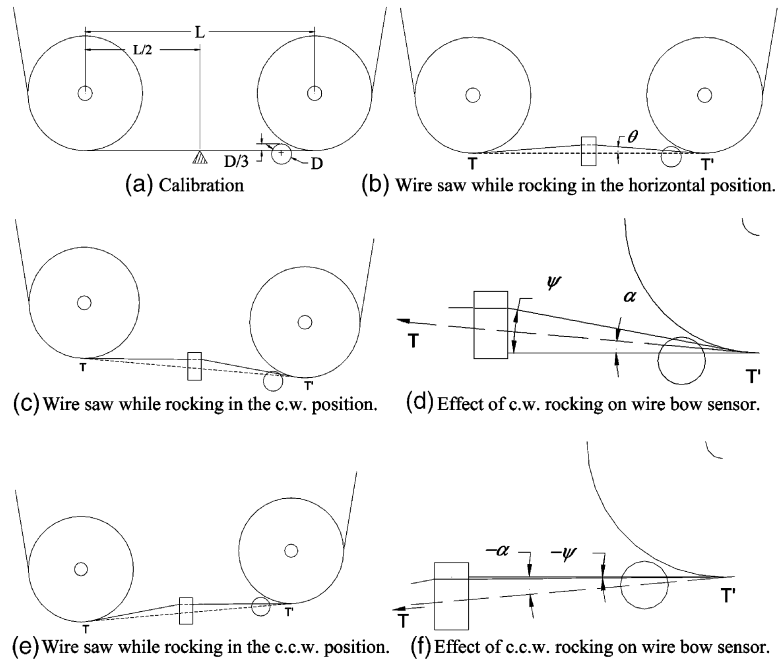 L
L/2
D/3
D
(a) Calibration
θ
T
T'
(b) Wire saw while rocking in the horizontal position.
T
T'
(c) Wire saw while rocking in the c.w. position.
ψ
α
T
T'
(d) Effect of c.w. rocking on wire bow sensor.
T
T'
(e) Wire saw while rocking in the c.c.w. position.
-α
-ψ
T
T'
(f) Effect of c.c.w. rocking on wire bow sensor.